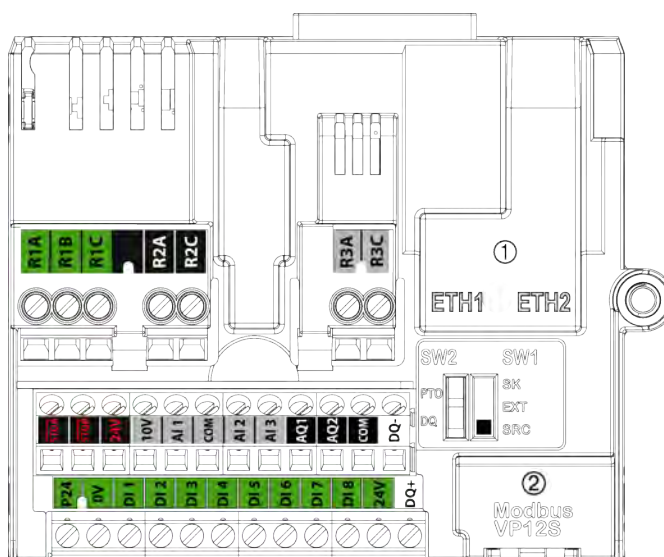 R1A R1B R1C R2A R2C
R3A R3C
①
ETH1 ETH2
SW2 SW1
PTO
DQ
SK
EXT
SRC
STOA STOB 24V 10V AI 1 COM AI 2 AI 3 AQ1 AQ2 COM DQ-
P24 0V DI 1 DI 2 DI 3 DI 4 DI 5 DI 6 DI 7 DI 8 24V DQ+
②
Modbus
VP12S